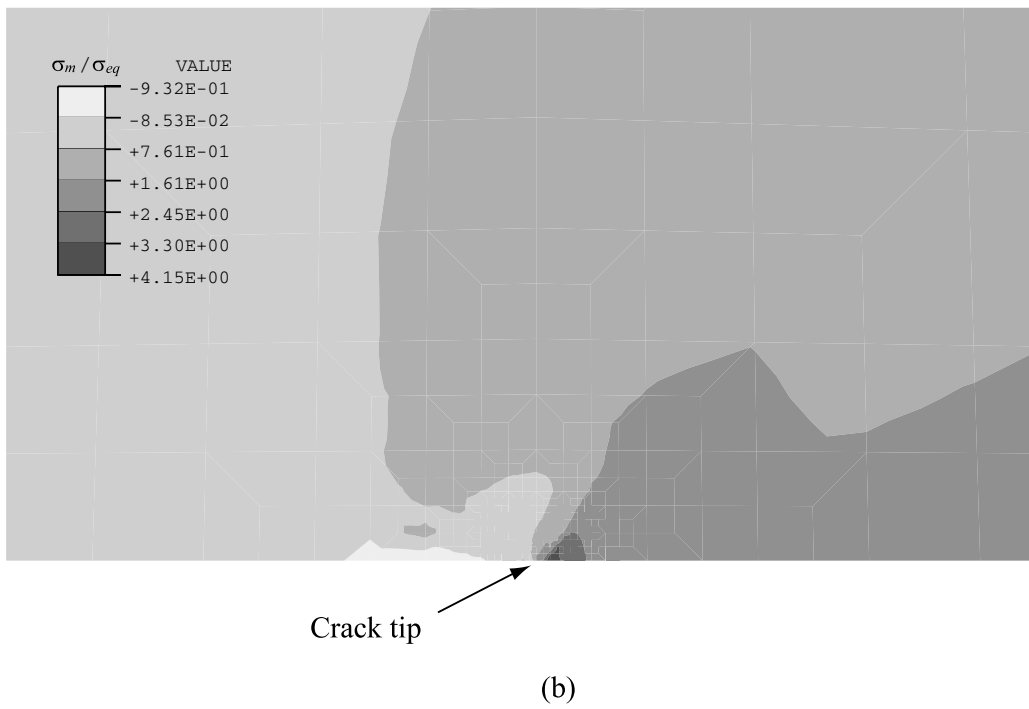 σm / σeq VALUE
-9.32E-01
-8.53E-02
+7.61E-01
+1.61E+00
+2.45E+00
+3.30E+00
+4.15E+00
Crack tip
(b)